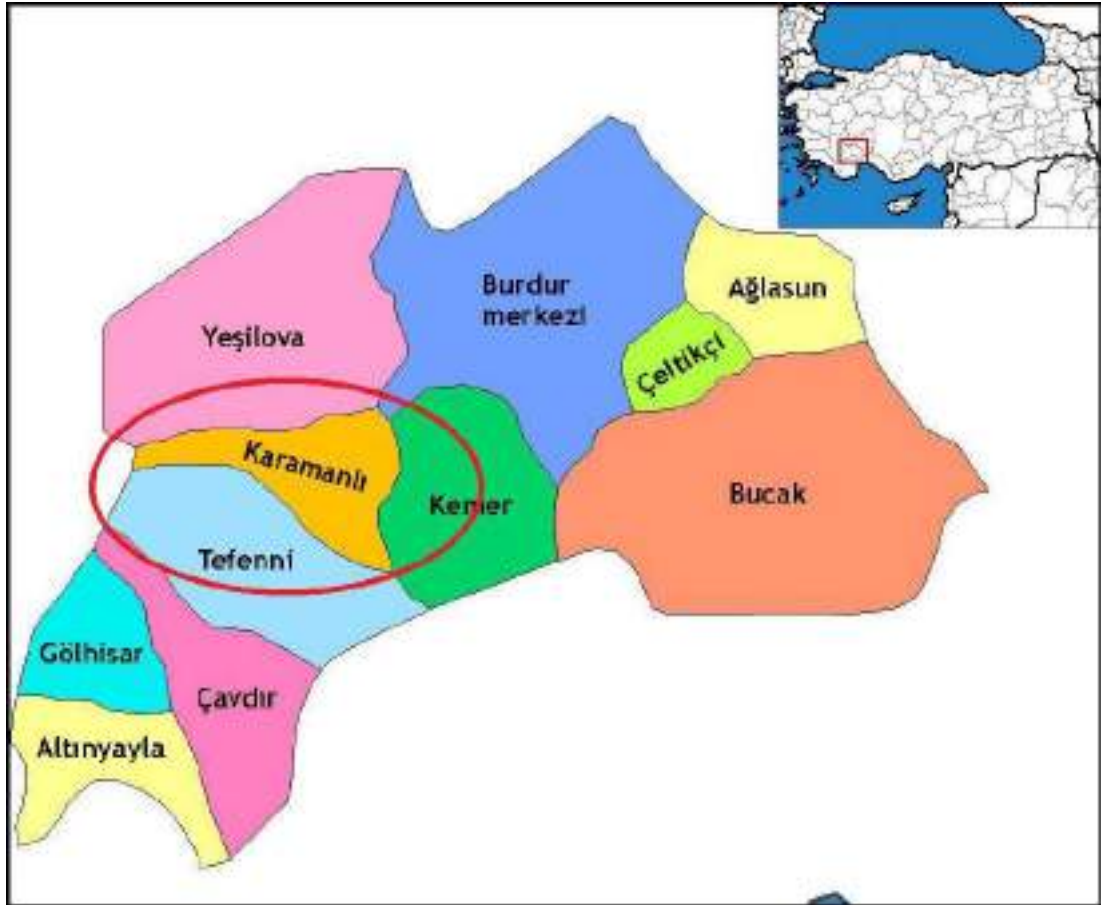 Burdur
merkezi
Ağlasun
Yeşilova
Çeltikçi
Karamanlı
Kemer
Bucak
Tefenni
Gölhisar
Çavdır
Altınyayla